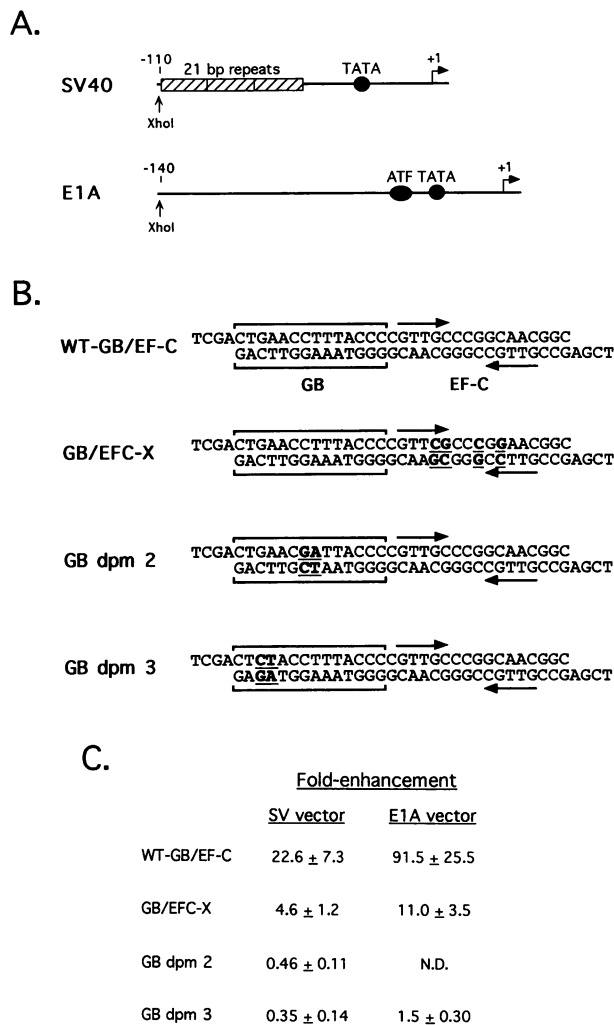 A.
-110
21 bp repeats
TATA
+1
SV40
XhoI
-140
ATF TATA
+1
E1A
XhoI
B.
WT-GB/EF-C
TCGACTGAACCTTTACCCCGTTGCCCGGCAACGGC
GACTTGGAAATGGGGCAACGGGCCGTTGCCGAGCT
GB
EF-C
GB/EFC-X
TCGACTGAACCTTTACCCCGTTCGCCCGGAACGGC
GACTTGGAAATGGGGCAAGCGGGCCTTGCCGAGCT
GB dpm 2
TCGACTGAACGATTACCCCGTTGCCCGGCAACGGC
GACTTGCTAATGGGGCAACGGGCCGTTGCCGAGCT
GB dpm 3
TCGACTCTACCTTTACCCCGTTGCCCGGCAACGGC
GAGATGGAAATGGGGCAACGGGCCGTTGCCGAGCT
C.
Fold-enhancement
SV vector
E1A vector
WT-GB/EF-C 22.6 ± 7.3 91.5 ± 25.5
GB/EFC-X 4.6 ± 1.2 11.0 ± 3.5
GB dpm 2 0.46 ± 0.11 N.D.
GB dpm 3 0.35 ± 0.14 1.5 ± 0.30